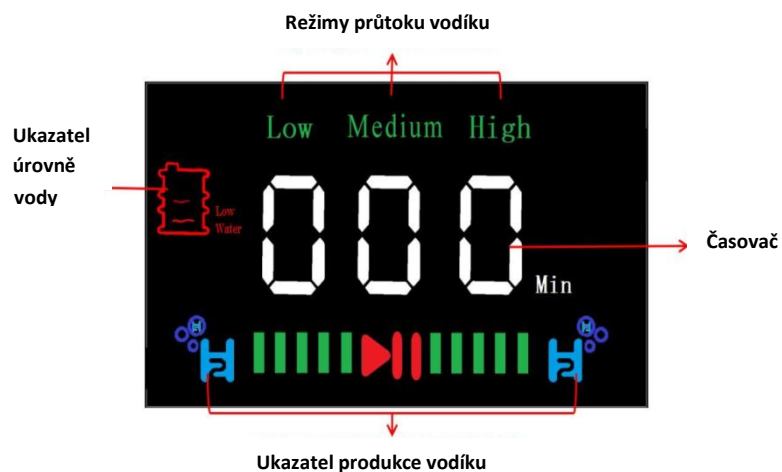 Režimy průtoku vodíku
Low Medium High
Ukazatel
úrovně
vody
Low
Water
000
Min
Časovač
Ukazatel produkce vodíku